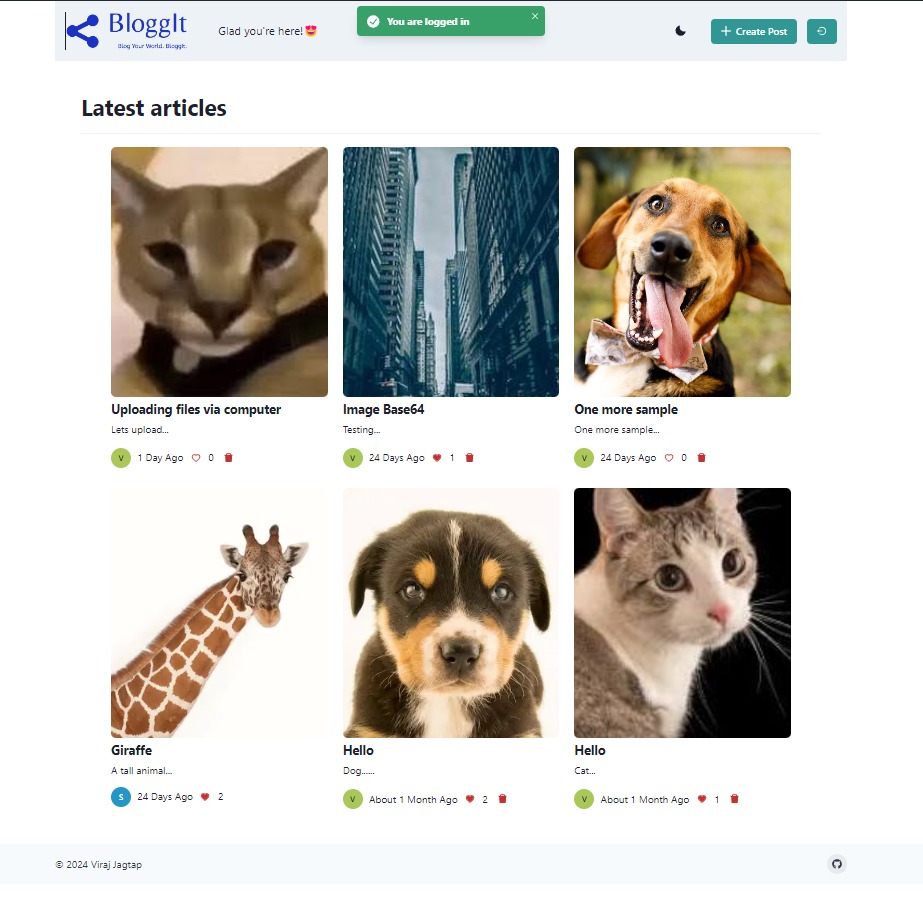 BloggIt
Blog Your World. BloggIt.
Glad you're here!😍
You are logged in
Create Post
Latest articles
Uploading files via computer
Lets upload...
V 1 Day Ago 0
Image Base64
Testing...
V 24 Days Ago 1
One more sample
One more sample...
V 24 Days Ago 0
Giraffe
A tall animal...
S 24 Days Ago 2
Hello
Dog......
V About 1 Month Ago 2
Hello
Cat...
V About 1 Month Ago 1
© 2024 Viraj Jagtap